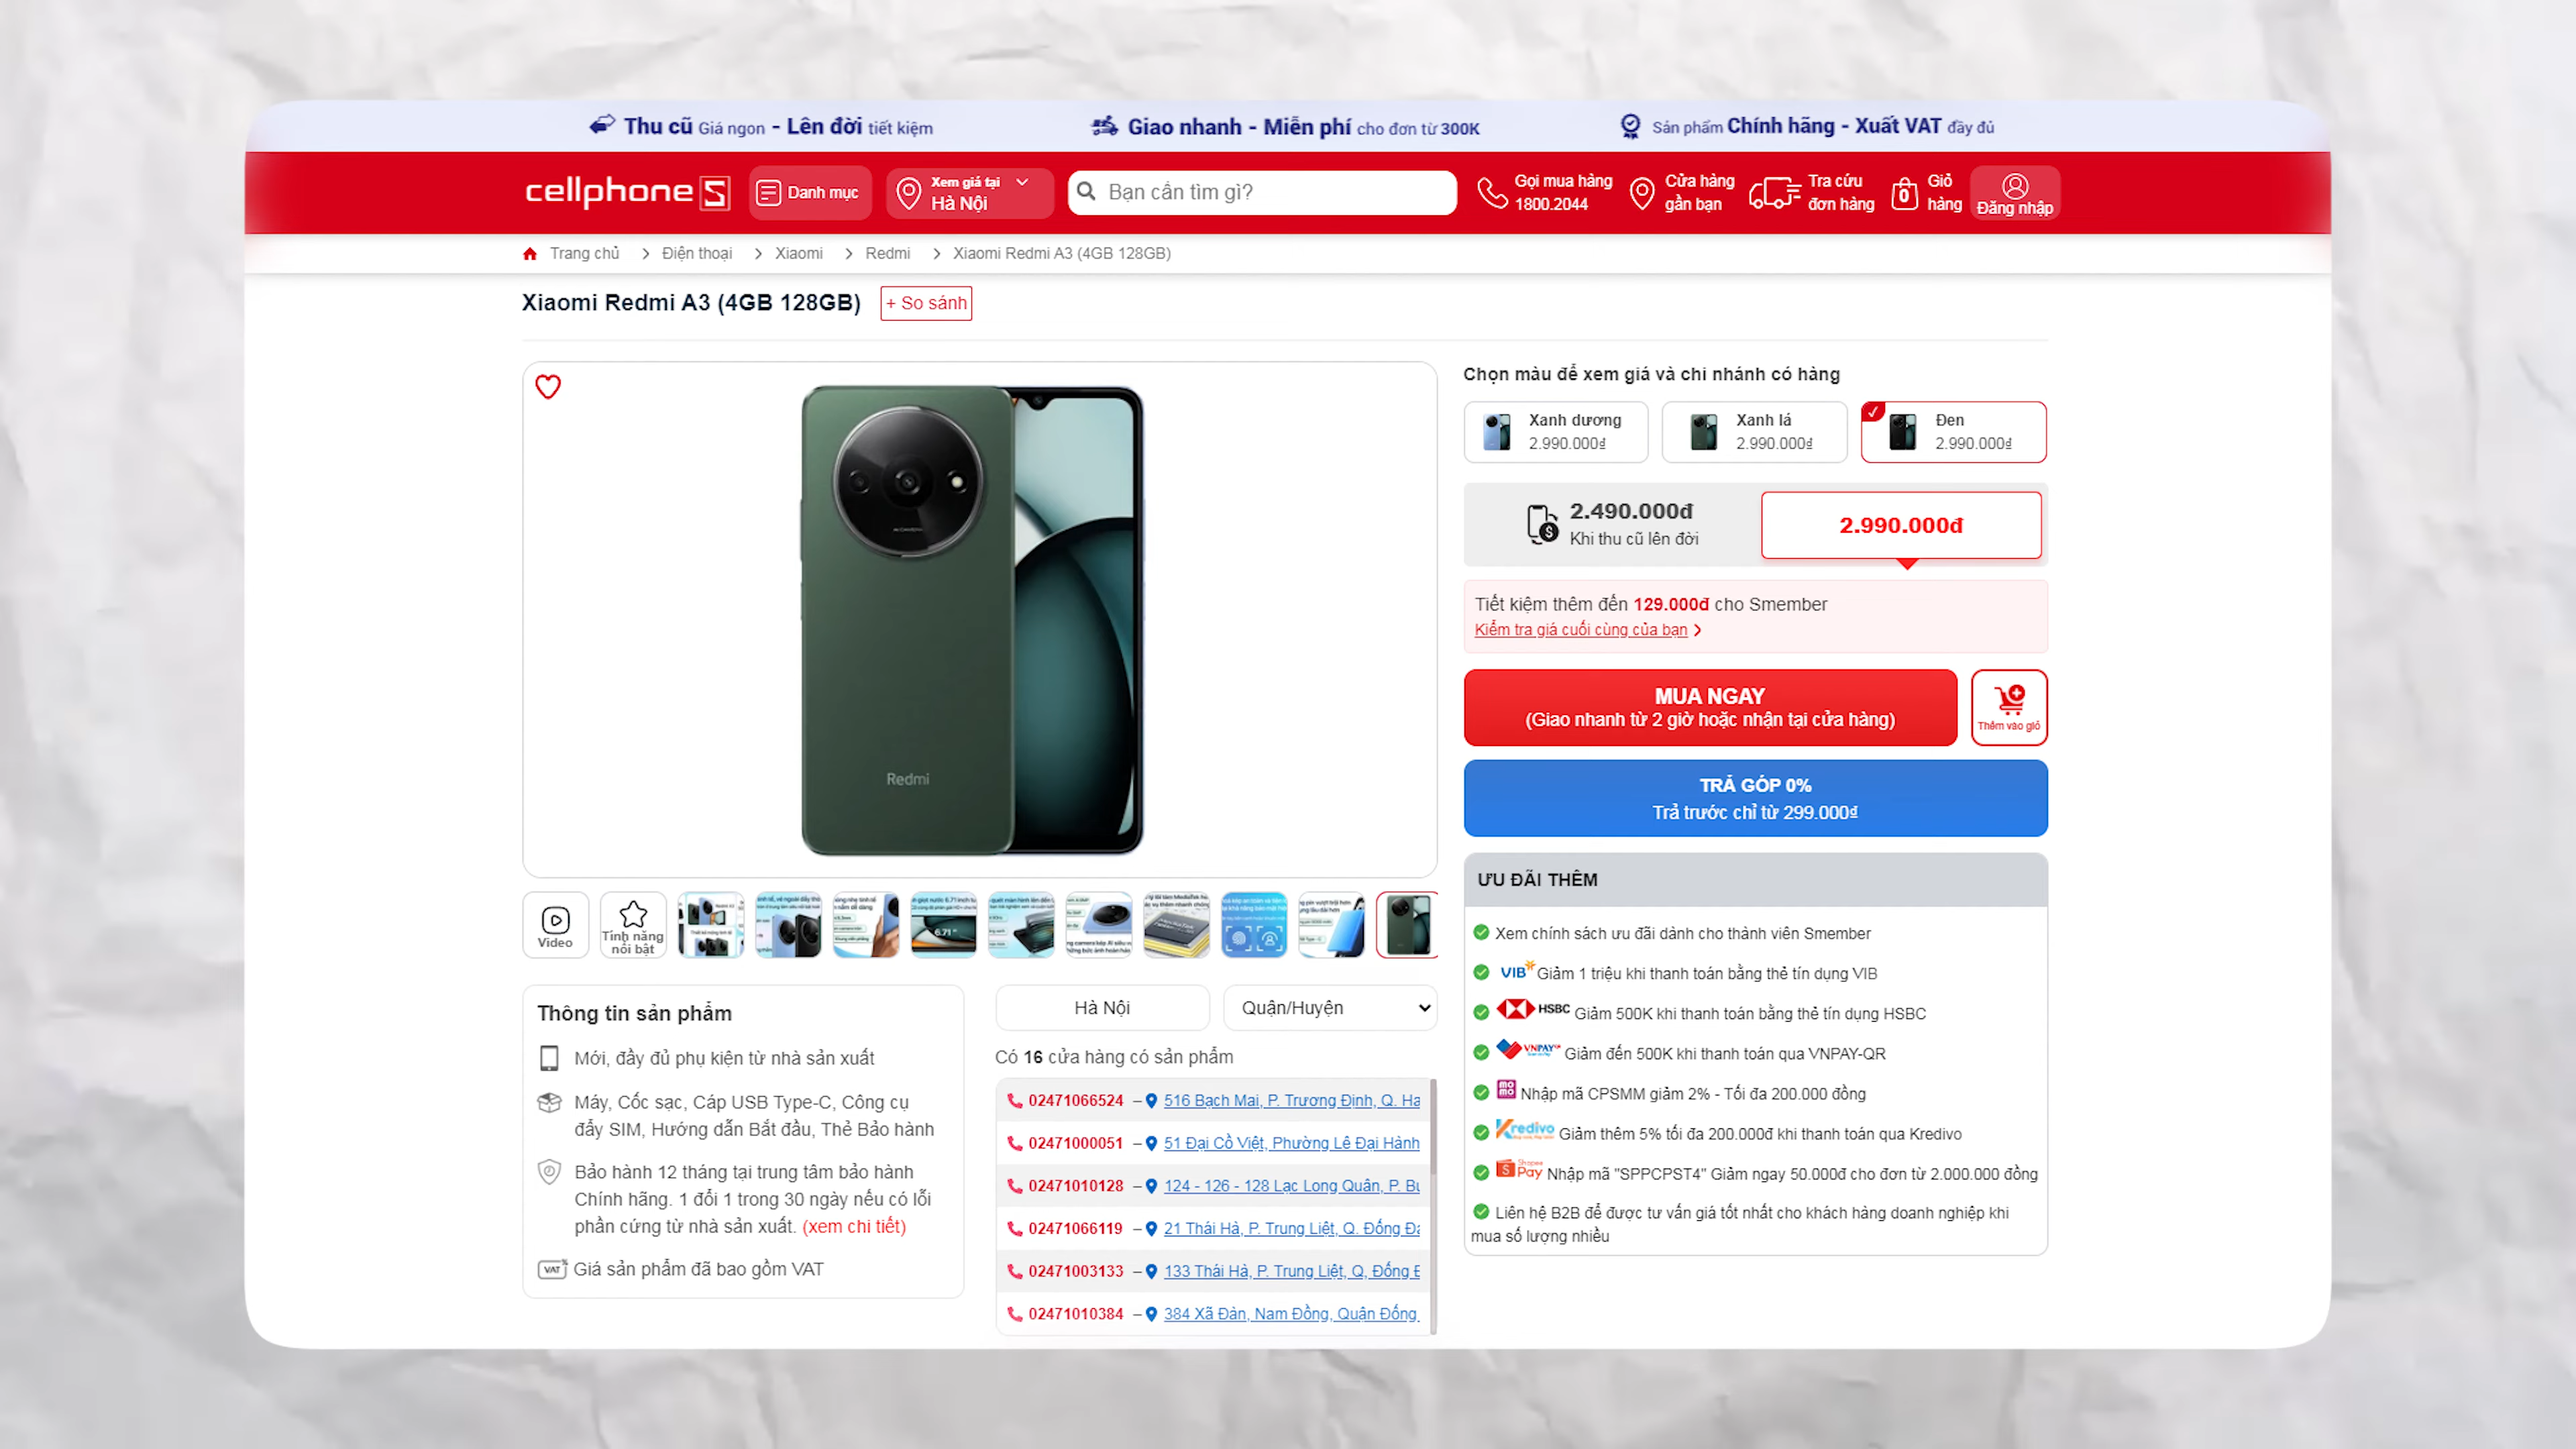 Thu cũ Giá ngon - Lên đời tiết kiệm
Giao nhanh - Miễn phí cho đơn từ 300K
Sản phẩm Chính hãng - Xuất VAT đầy đủ
cellphoneS
Danh mục
Xem giá tại
Hà Nội
Bạn cần tìm gì?
Gọi mua hàng
1800.2044
Cửa hàng
gần bạn
Tra cứu
đơn hàng
0
Giỏ
hàng
Đăng nhập
Trang chủ
Điện thoại
Xiaomi
Redmi
Xiaomi Redmi A3 (4GB 128GB)
Xiaomi Redmi A3 (4GB 128GB)
+ So sánh
Redmi
Video
Tính năng
nổi bật
Chọn màu để xem giá và chi nhánh có hàng
Xanh dương
2.990.000₫
Xanh lá
2.990.000₫
Đen
2.990.000₫
2.490.000đ
Khi thu cũ lên đời
2.990.000đ
Tiết kiệm thêm đến 129.000đ cho Smember
Kiểm tra giá cuối cùng của bạn
MUA NGAY
(Giao nhanh từ 2 giờ hoặc nhận tại cửa hàng)
Thêm vào giỏ
TRẢ GÓP 0%
Trả trước chỉ từ 299.000₫
ƯU ĐÃI THÊM
Xem chính sách ưu đãi dành cho thành viên Smember
VIB Giảm 1 triệu khi thanh toán bằng thẻ tín dụng VIB
HSBC Giảm 500K khi thanh toán bằng thẻ tín dụng HSBC
VNPAY Giảm đến 500K khi thanh toán qua VNPAY-QR
mo mo Nhập mã CPSMM giảm 2% - Tối đa 200.000 đồng
Kredivo Giảm thêm 5% tối đa 200.000đ khi thanh toán qua Kredivo
Shopee Pay Nhập mã "SPPCPST4" Giảm ngay 50.000đ cho đơn từ 2.000.000 đồng
Liên hệ B2B để được tư vấn giá tốt nhất cho khách hàng doanh nghiệp khi
mua số lượng nhiều
Thông tin sản phẩm
Mới, đầy đủ phụ kiện từ nhà sản xuất
Máy, Cốc sạc, Cáp USB Type-C, Công cụ
đẩy SIM, Hướng dẫn Bắt đầu, Thẻ Bảo hành
Bảo hành 12 tháng tại trung tâm bảo hành
Chính hãng. 1 đổi 1 trong 30 ngày nếu có lỗi
phần cứng từ nhà sản xuất. (xem chi tiết)
VAT Giá sản phẩm đã bao gồm VAT
Hà Nội
Quận/Huyện
Có 16 cửa hàng có sản phẩm
02471066524 – 516 Bạch Mai, P. Trương Định, Q. Ha
02471000051 – 51 Đại Cồ Việt, Phường Lê Đại Hành
02471010128 – 124 - 126 - 128 Lạc Long Quân, P. Bu
02471066119 – 21 Thái Hà, P. Trung Liệt, Q. Đống Đa
02471003133 – 133 Thái Hà, P. Trung Liệt, Q, Đống Đ
02471010384 – 384 Xã Đàn, Nam Đồng, Quận Đống